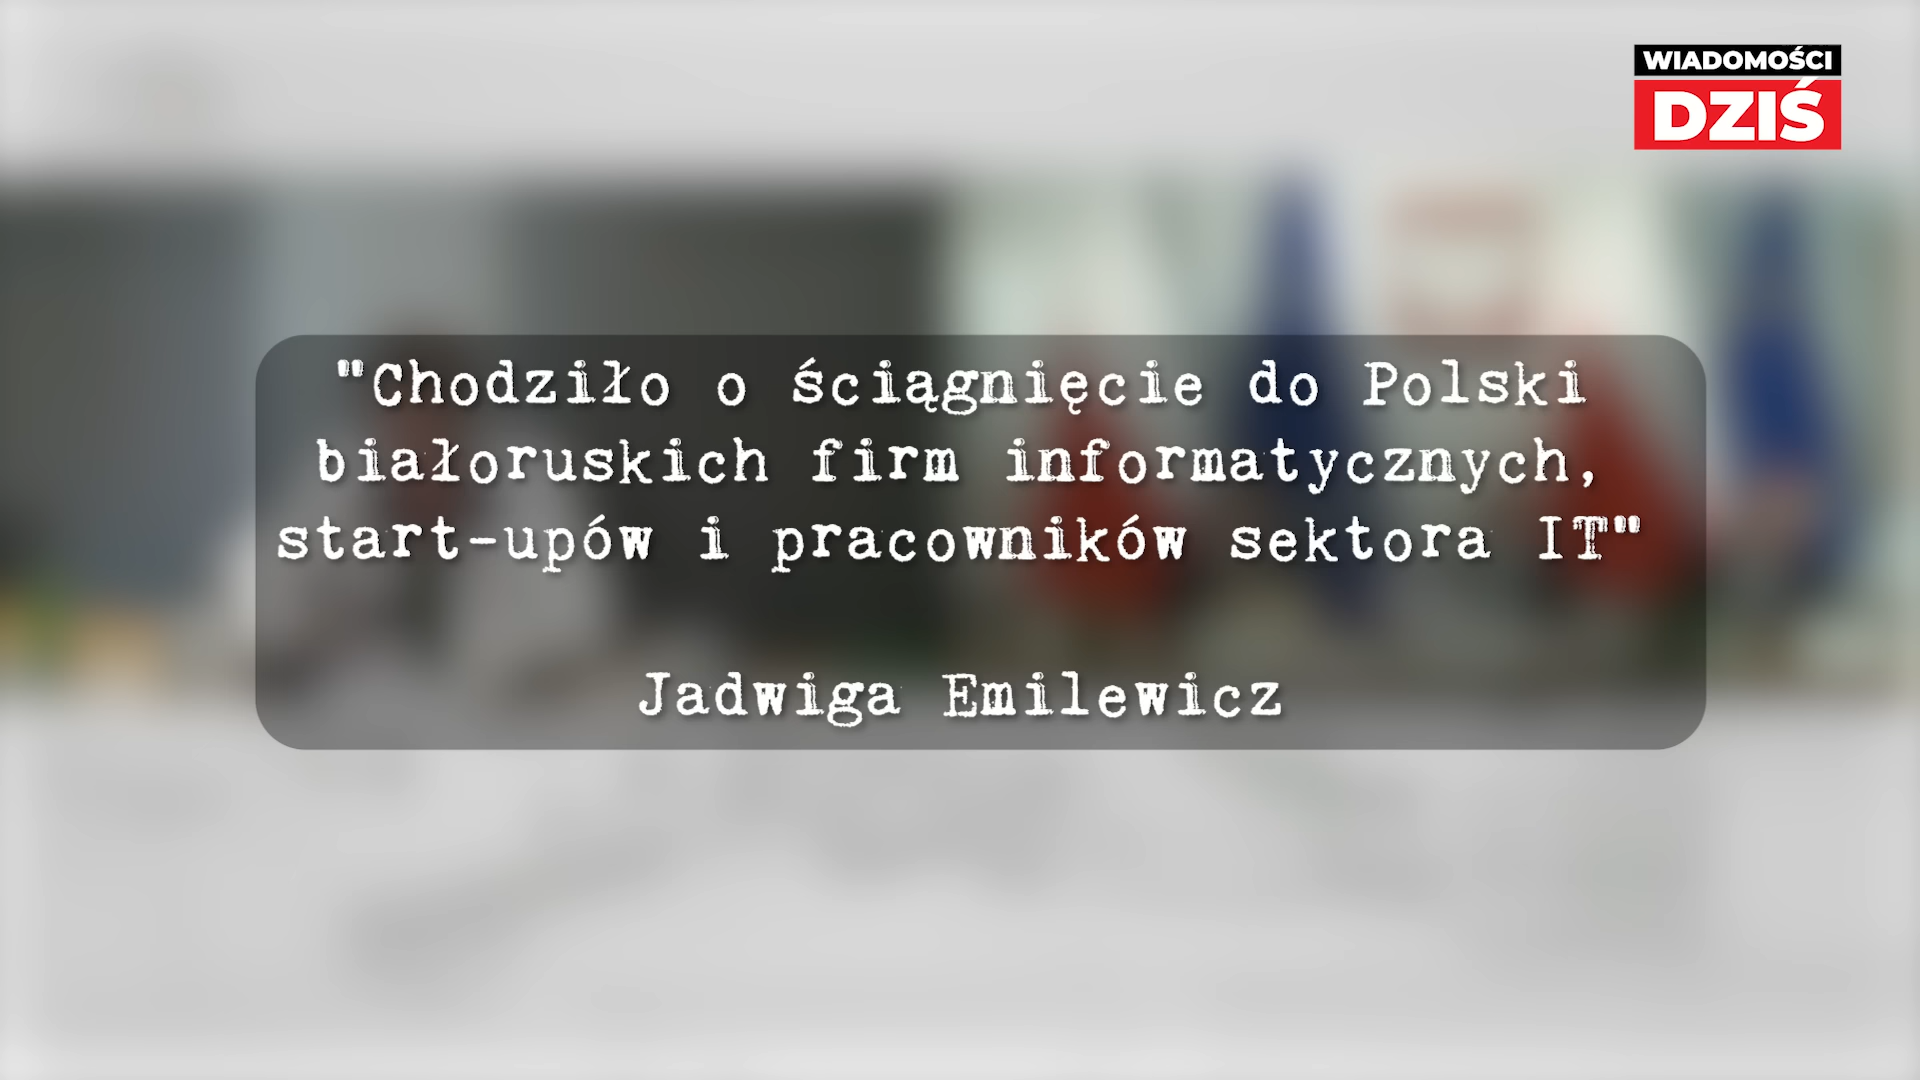 WIADOMOŚCI
DZIŚ
"Chodziło o ściągnięcie do Polski
białoruskich firm informatycznych,
start-upów i pracowników sektora IT"
Jadwiga Emilewicz